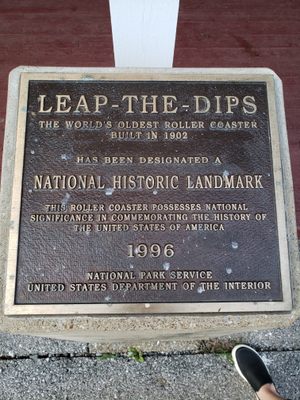 LEAP-THE-DIPS
THE WORLD'S OLDEST ROLLER COASTER
BUILT IN 1902
HAS BEEN DESIGNATED A
NATIONAL HISTORIC LANDMARK
THIS ROLLER COASTER POSSESSES NATIONAL
SIGNIFICANCE IN COMMEMORATING THE HISTORY OF
THE UNITED STATES OF AMERICA
1996
NATIONAL PARK SERVICE
UNITED STATES DEPARTMENT OF THE INTERIOR